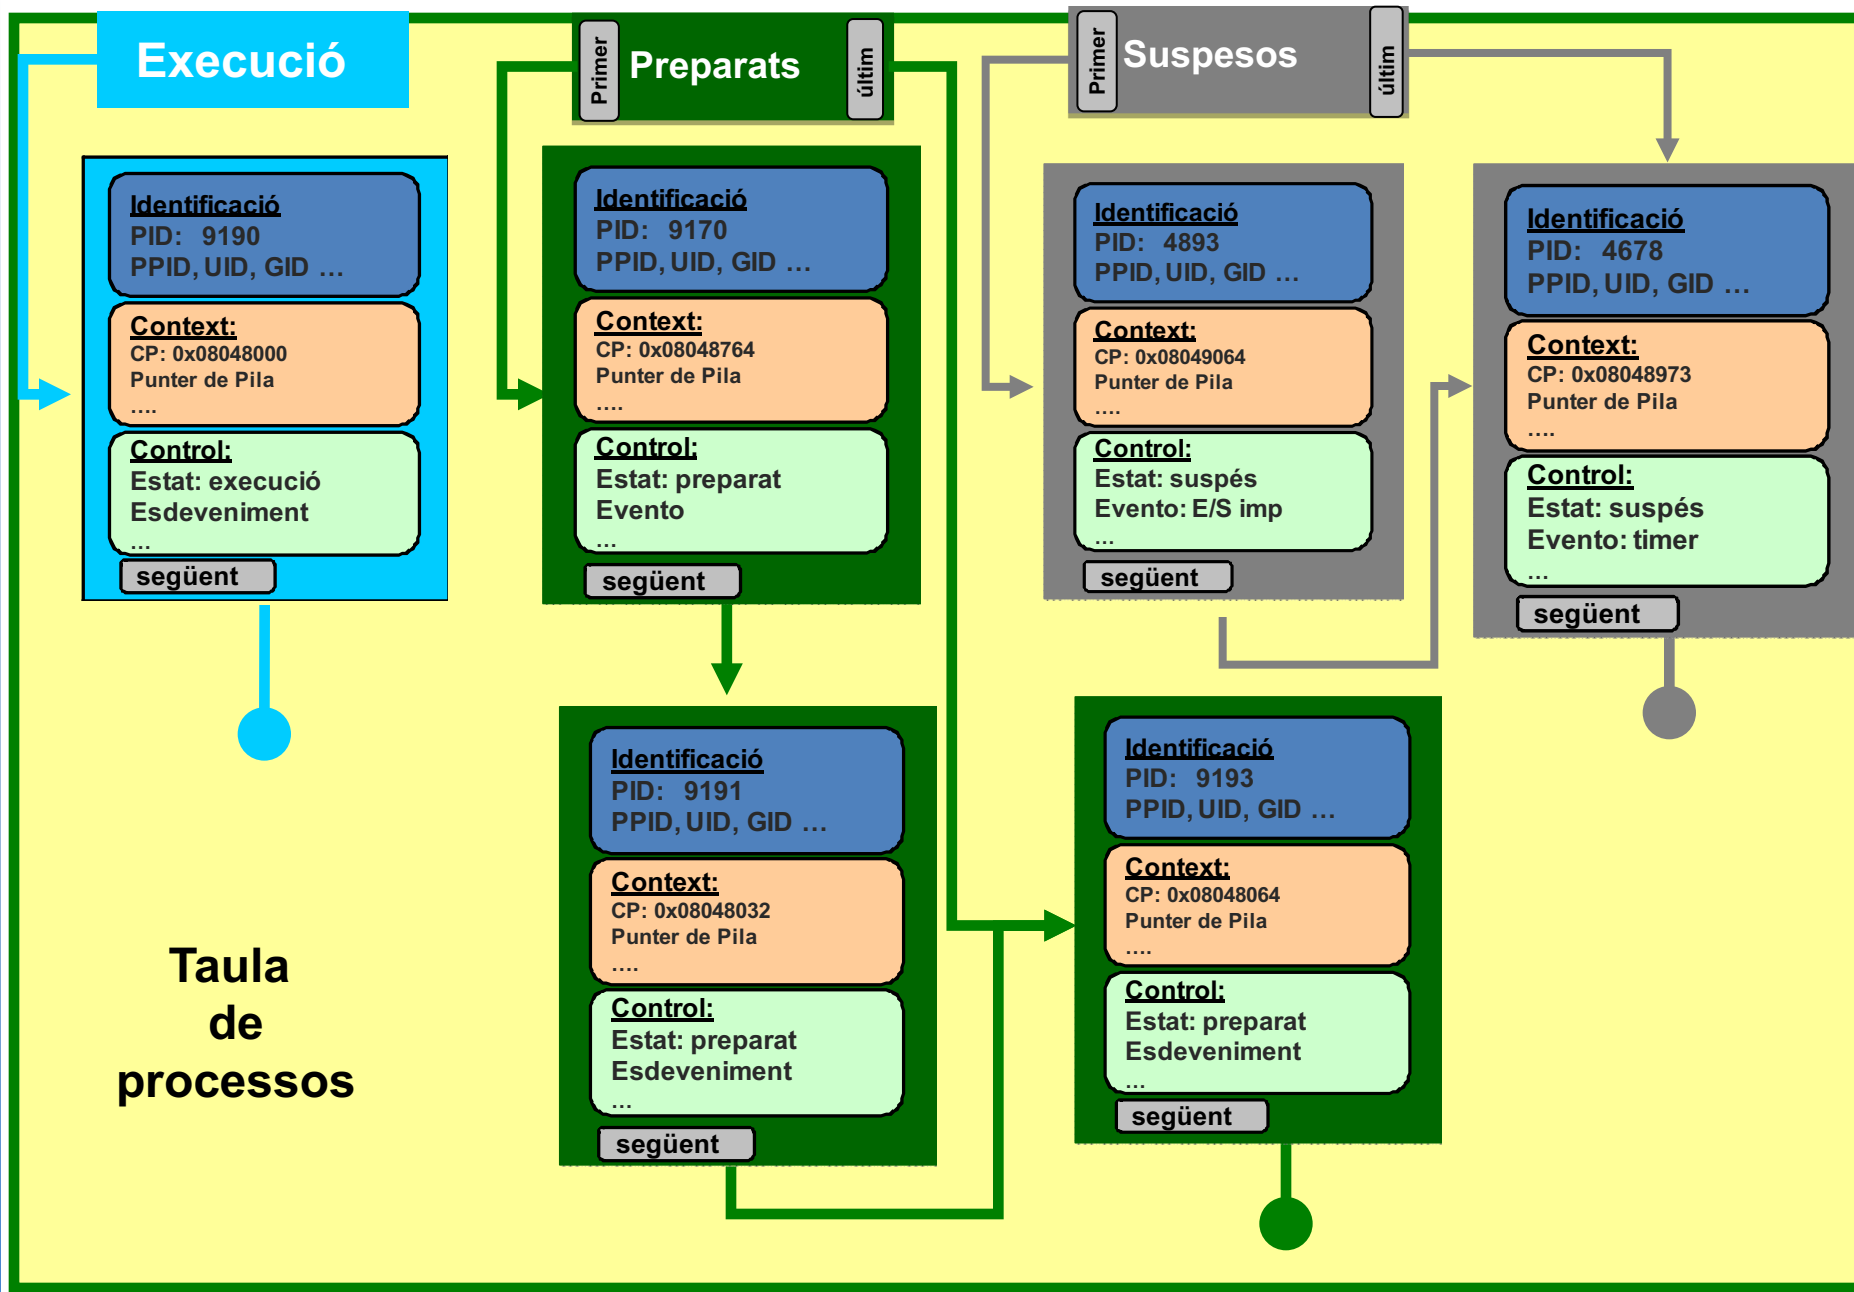 Execució
Primer
Preparats
últim
Primer
Suspesos
últim
Identificació
PID: 9190
PPID, UID, GID …
Context:
CP: 0x08048000
Punter de Pila
….
Control:
Estat: execució
Esdeveniment
…
següent
Identificació
PID: 9170
PPID, UID, GID …
Context:
CP: 0x08048764
Punter de Pila
….
Control:
Estat: preparat
Evento
…
següent
Identificació
PID: 4893
PPID, UID, GID …
Context:
CP: 0x08049064
Punter de Pila
….
Control:
Estat: suspés
Evento: E/S imp
…
següent
Identificació
PID: 4678
PPID, UID, GID …
Context:
CP: 0x08048973
Punter de Pila
….
Control:
Estat: suspés
Evento: timer
…
següent
Identificació
PID: 9191
PPID, UID, GID …
Context:
CP: 0x08048032
Punter de Pila
….
Control:
Estat: preparat
Esdeveniment
…
següent
Identificació
PID: 9193
PPID, UID, GID …
Context:
CP: 0x08048064
Punter de Pila
….
Control:
Estat: preparat
Esdeveniment
…
següent
Taula
de
processos